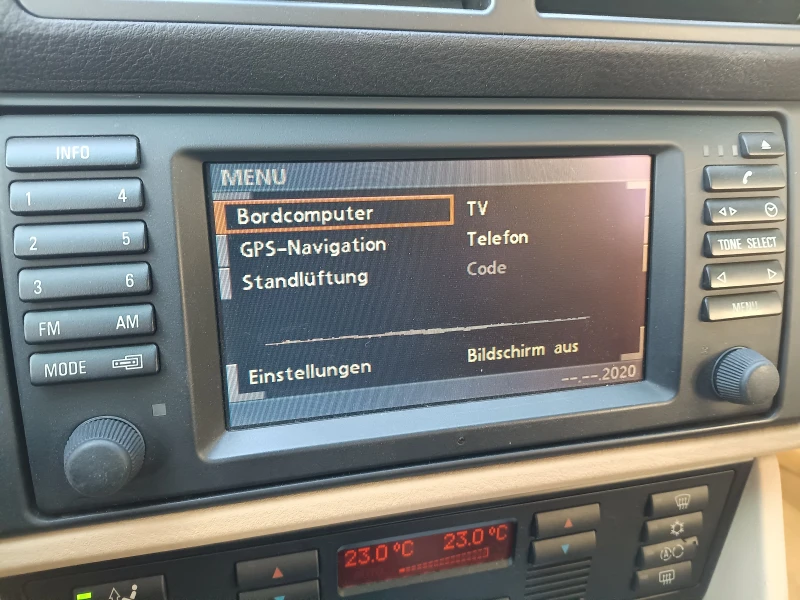 INFO
1 4
2 5
3 6
FM AM
MODE
MENU
Bordcomputer
GPS-Navigation
Standlüftung
TV
Telefon
Code
Einstellungen
Bildschirm aus
--.--.2020
TONE SELECT
MENU
23.0°C 23.0°C